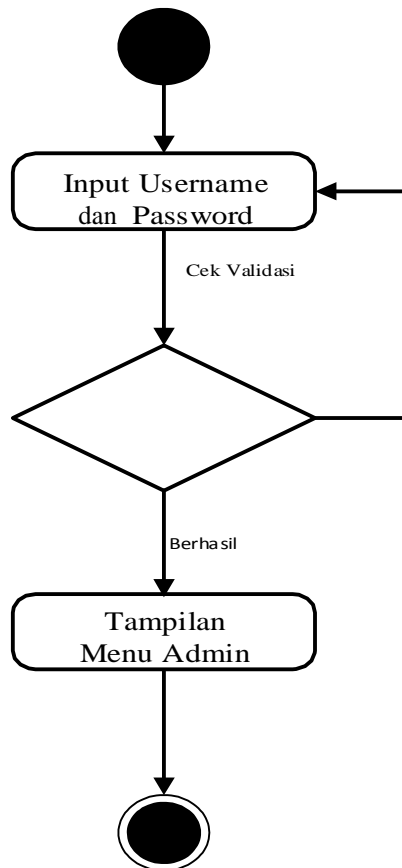 Input Username
dan Password
Cek Validasi
Berhasil
Tampilan
Menu Admin